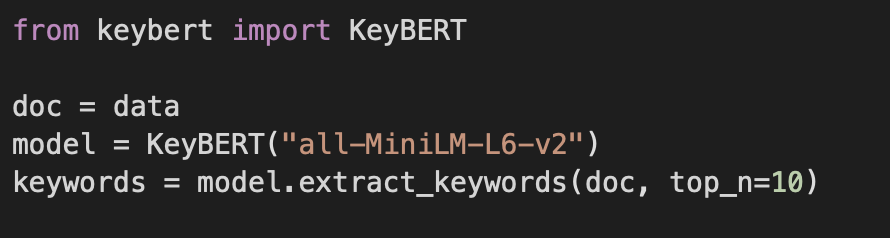 from keybert import KeyBERT
doc = data
model = KeyBERT("all-MiniLM-L6-v2")
keywords = model.extract_keywords(doc, top_n=10)